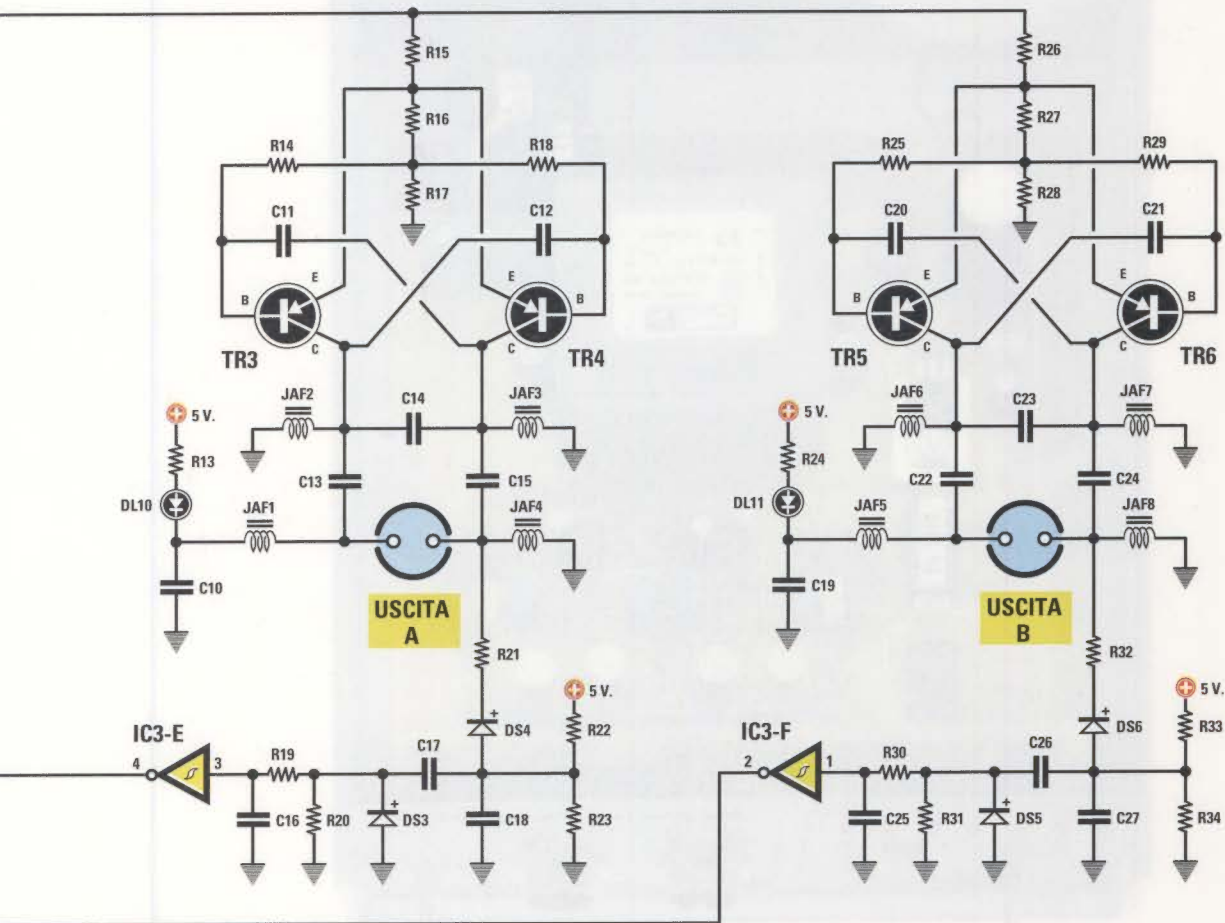 R15
R26
R16
R27
R14
R18
R25
R29
R17
R28
C11
C12
C20
C21
E
E
E
E
B
B
B
B
C
C
C
C
TR3
TR4
TR5
TR6
JAF2
C14
JAF3
JAF6
C23
JAF7
5 V.
5 V.
R13
R24
C13
C15
C22
C24
DL10
JAF1
JAF4
DL11
JAF5
JAF8
C10
C19
USCITA
A
USCITA
B
R21
R32
5 V.
5 V.
IC3-E
DS4
R22
IC3-F
DS6
R33
C17
C26
4
3
R19
2
1
R30
C16
R20
+
DS3
C18
R23
C25
R31
+
DS5
C27
R34
+
+